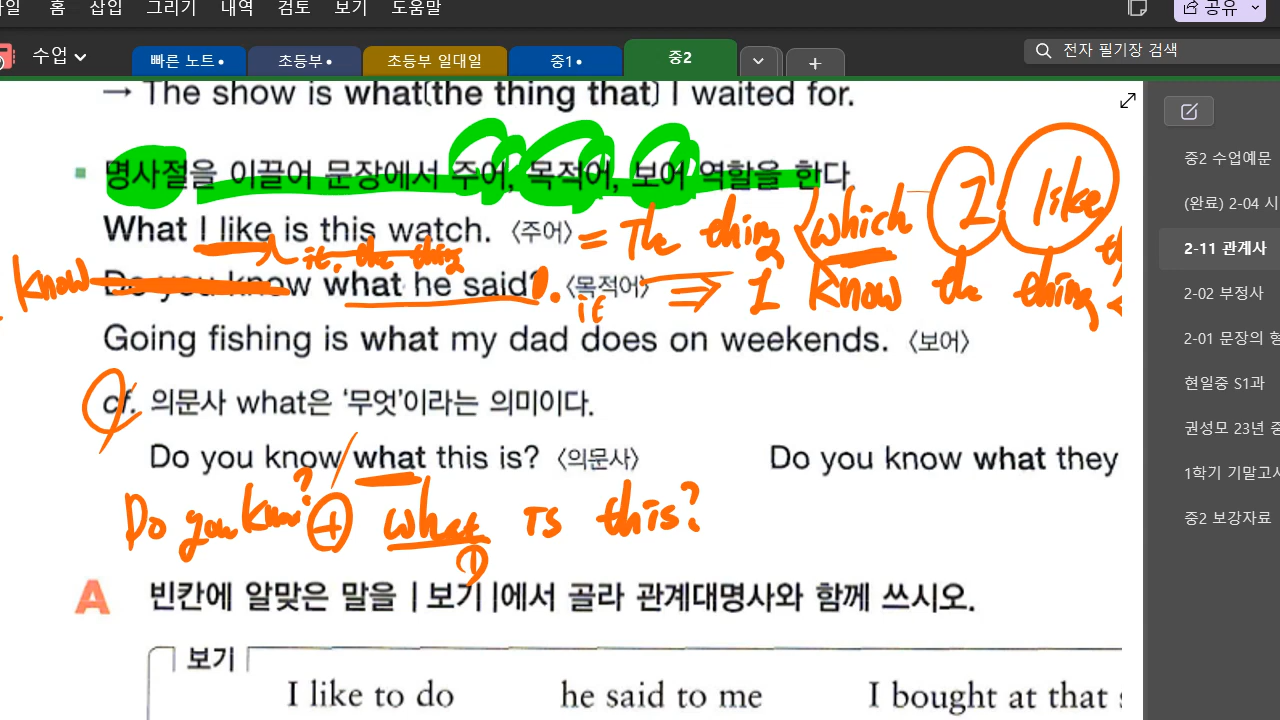 홈 삽입 그리기 내역 검토 보기 도움말 공유
수업 빠른 노트• 초등부• 초등부 일대일 중1• 중2 + 전자 필기장 검색
→ The show is what(the thing that) I waited for.
명사절을 이끌어 문장에서 주어, 목적어, 보어 역할을 한다
What I like is this watch. 〈주어〉 = The thing which I like
it. the thing
know Do you know what he said? 〈목적어〉 ⇒ I know the thing
it
Going fishing is what my dad does on weekends. 〈보어〉
cf. 의문사 what은 '무엇'이라는 의미이다.
Do you know / what this is? 〈의문사〉 Do you know what they
Do you know? + what is this?
①
A 빈칸에 알맞은 말을 | 보기 |에서 골라 관계대명사와 함께 쓰시오.
보기
I like to do he said to me I bought at that
중2 수업예문
(완료) 2-04 시
2-11 관계사
2-02 부정사
2-01 문장의 형
현일중 S1과
권성모 23년 중
1학기 기말고사
중2 보강자료